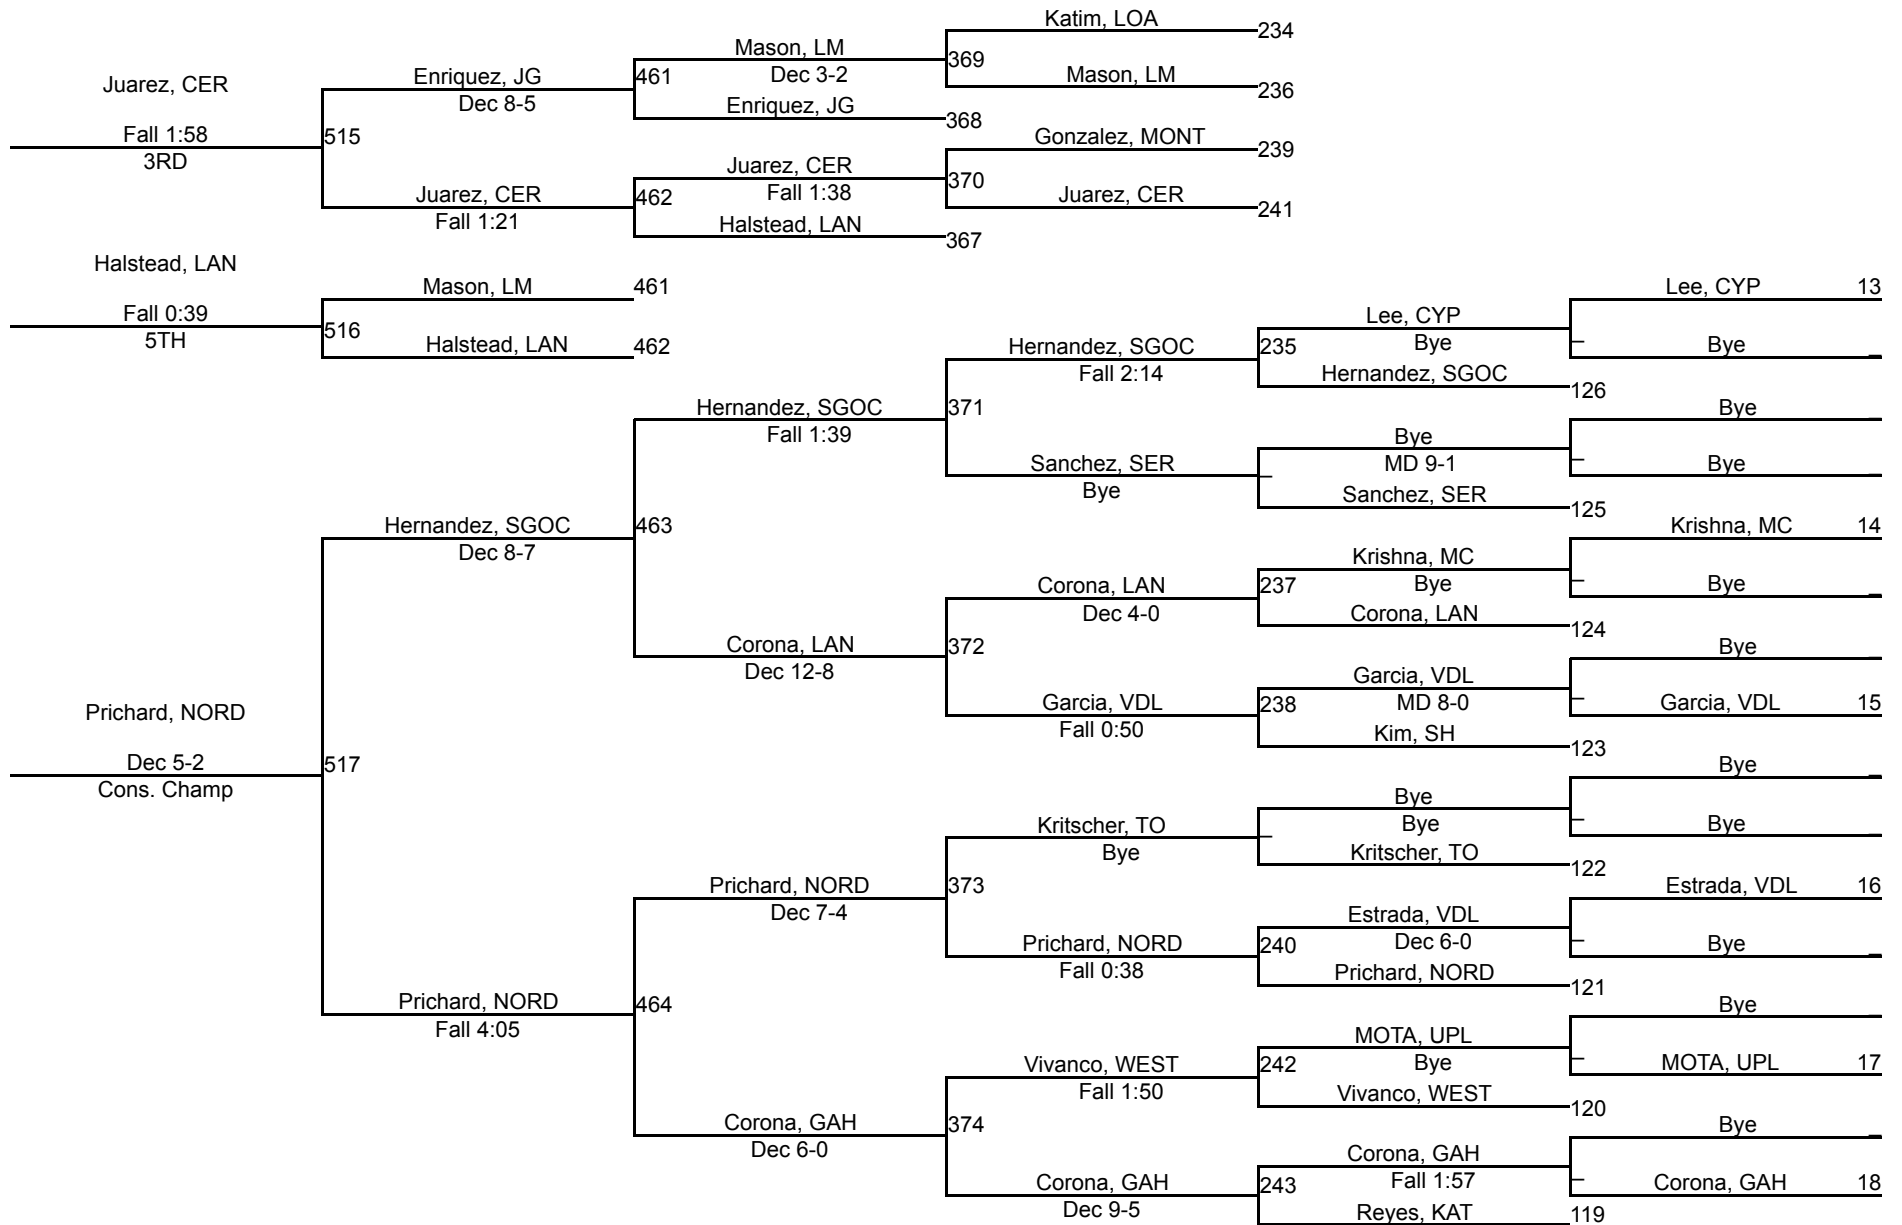 Katim, LOA
234
Mason, LM
369
Juarez, CER
Enriquez, JG
461
Dec 3-2
Mason, LM
236
Dec 8-5
Enriquez, JG
368
Fall 1:58
515
Gonzalez, MONT
239
3RD
Juarez, CER
370
Juarez, CER
462
Fall 1:38
Juarez, CER
241
Fall 1:21
Halstead, LAN
367
Halstead, LAN
Mason, LM
461
Lee, CYP
13
Fall 0:39
516
Lee, CYP
5TH
Halstead, LAN
462
Hernandez, SGOC
235
Bye
Bye
Fall 2:14
Hernandez, SGOC
126
Hernandez, SGOC
371
Bye
Fall 1:39
Bye
Sanchez, SER
MD 9-1
Bye
Bye
Sanchez, SER
125
Hernandez, SGOC
463
Krishna, MC
14
Dec 8-7
Krishna, MC
Corona, LAN
237
Bye
Bye
Dec 4-0
Corona, LAN
124
Corona, LAN
372
Bye
Dec 12-8
Garcia, VDL
Garcia, VDL
238
MD 8-0
Garcia, VDL
15
Prichard, NORD
Fall 0:50
Kim, SH
123
Dec 5-2
517
Bye
Cons. Champ
Bye
Kritscher, TO
Bye
Bye
Bye
Kritscher, TO
122
Prichard, NORD
373
Estrada, VDL
16
Dec 7-4
Estrada, VDL
Prichard, NORD
240
Dec 6-0
Bye
Fall 0:38
Prichard, NORD
121
Prichard, NORD
464
Bye
Fall 4:05
MOTA, UPL
Vivanco, WEST
242
Bye
MOTA, UPL
17
Fall 1:50
Vivanco, WEST
120
Corona, GAH
374
Bye
Dec 6-0
Corona, GAH
Corona, GAH
243
Fall 1:57
Corona, GAH
18
Dec 9-5
Reyes, KAT
119